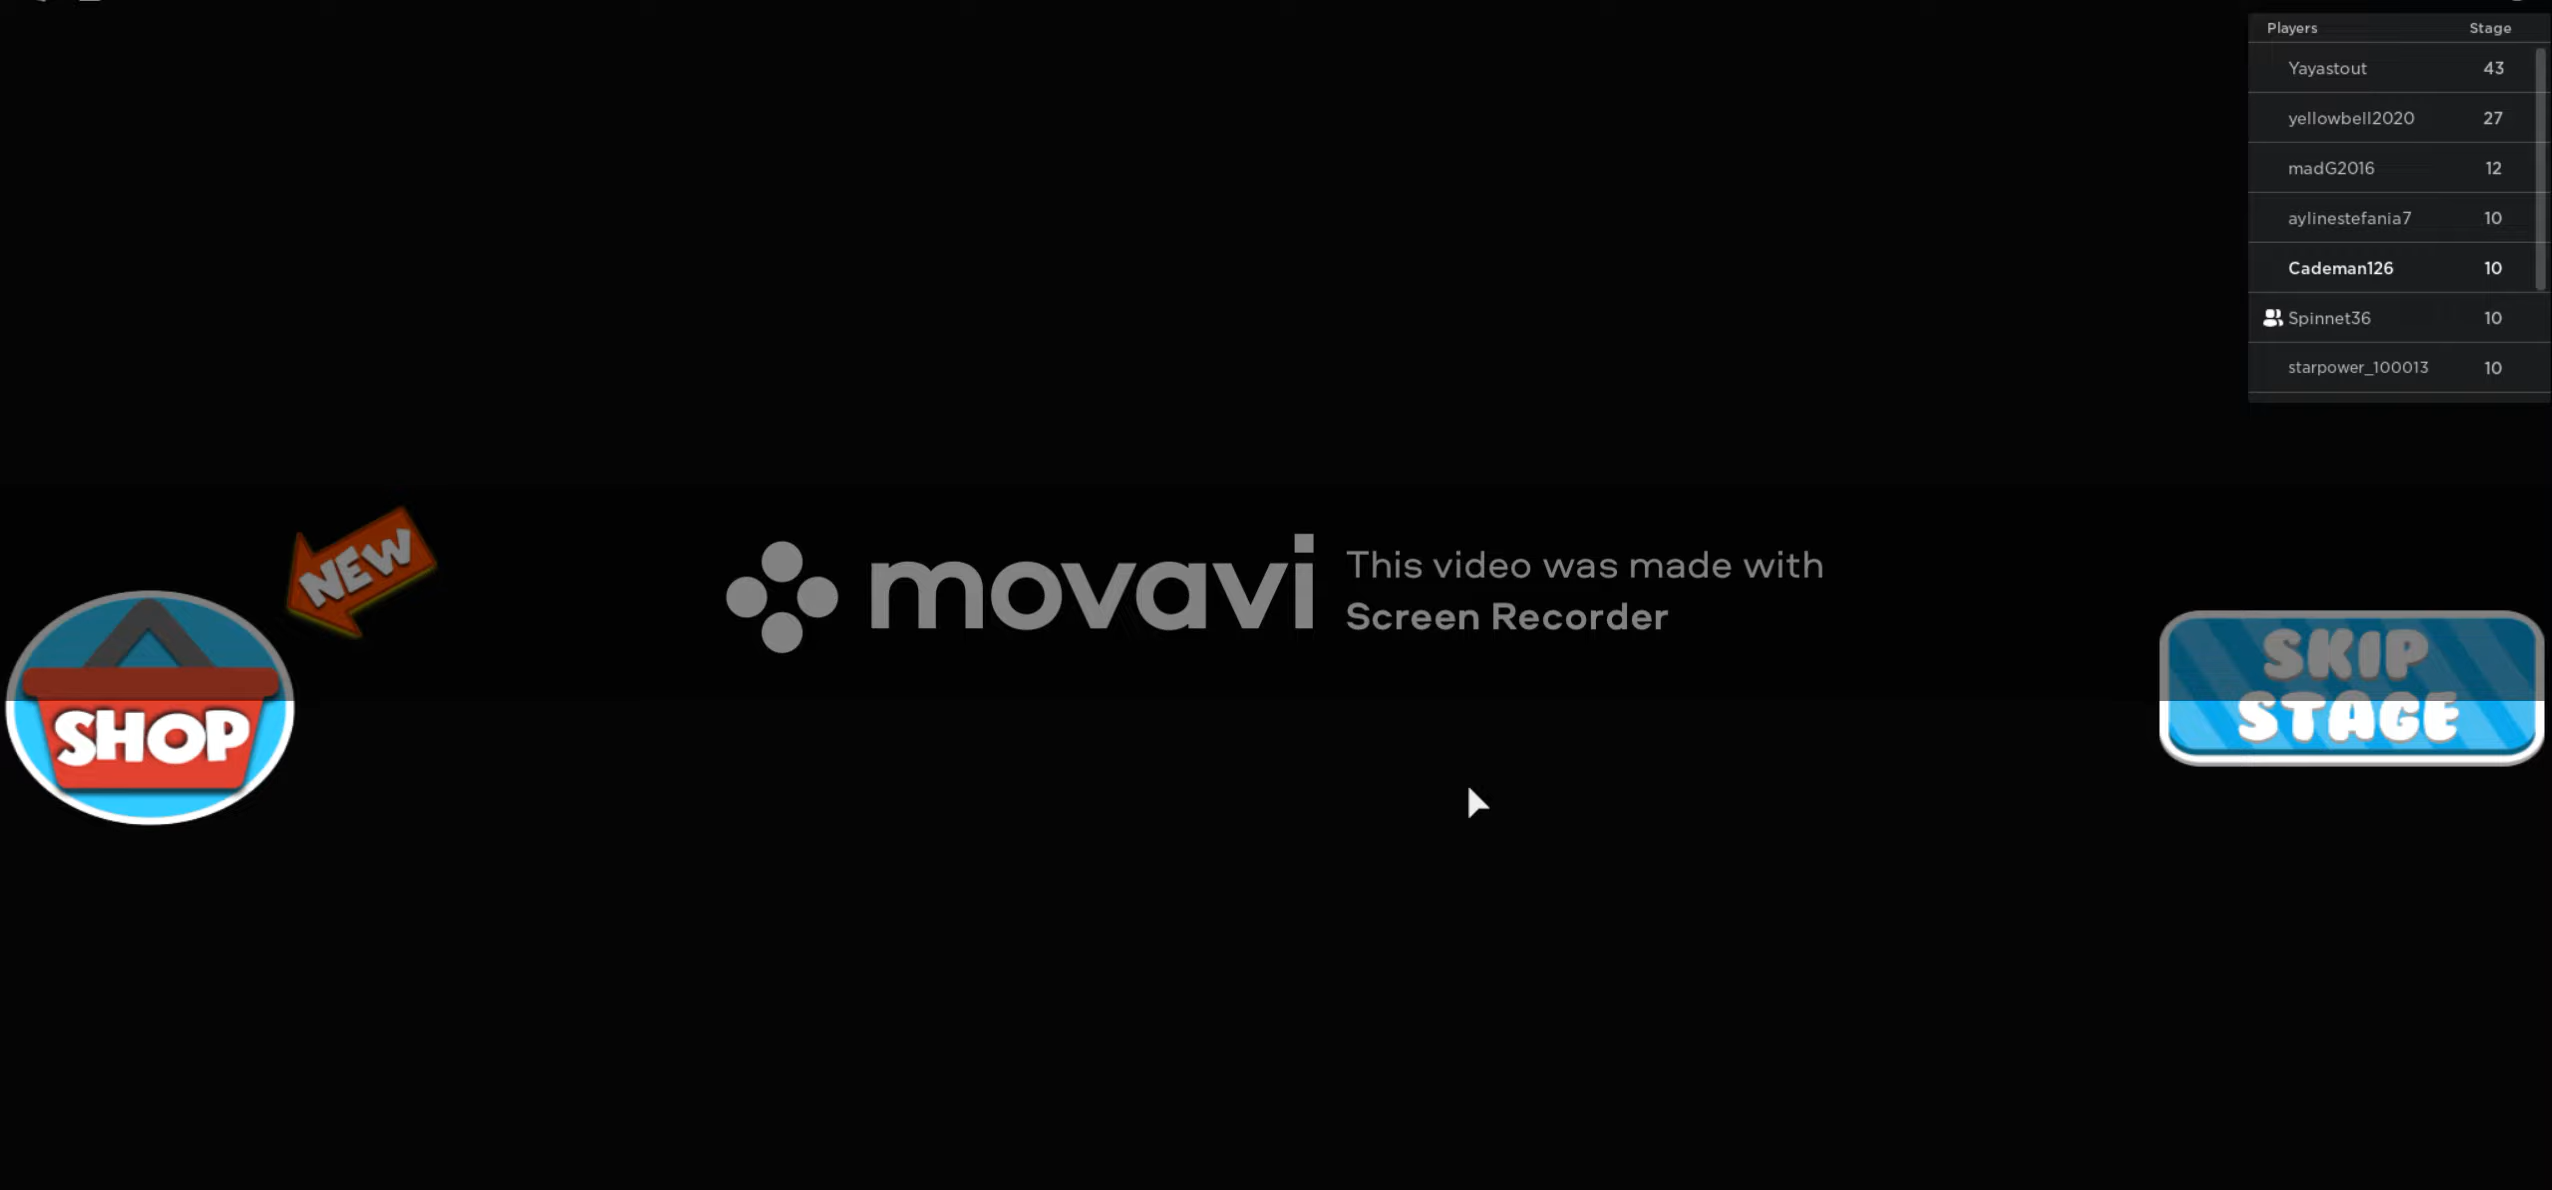 Players Stage
Yayastout 43
yellowbell2020 27
madG2016 12
aylinestefania7 10
Cademan126 10
Spinnet36 10
starpower_100013 10
NEW
movavi
This video was made with
Screen Recorder
SHOP
SKIP
STAGE